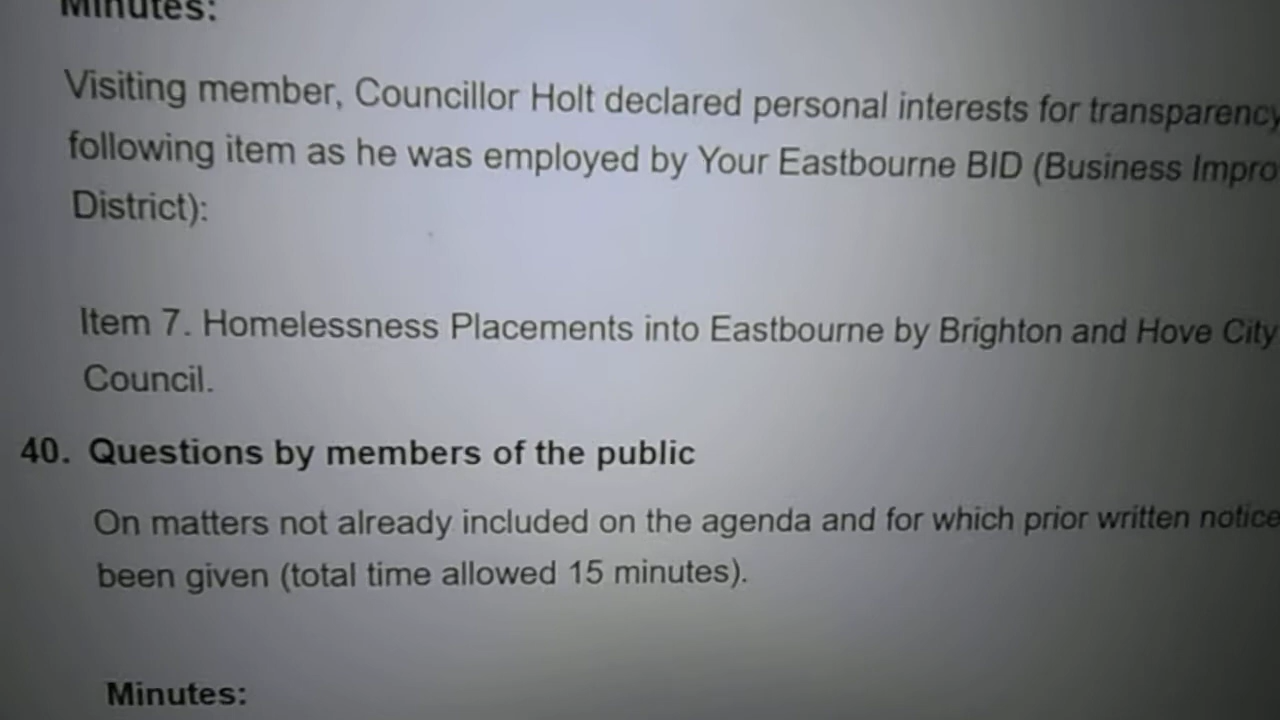 Minutes:
Visiting member, Councillor Holt declared personal interests for transparency
following item as he was employed by Your Eastbourne BID (Business Impro
District):
Item 7. Homelessness Placements into Eastbourne by Brighton and Hove City
Council.
40. Questions by members of the public
On matters not already included on the agenda and for which prior written notice
been given (total time allowed 15 minutes).
Minutes: